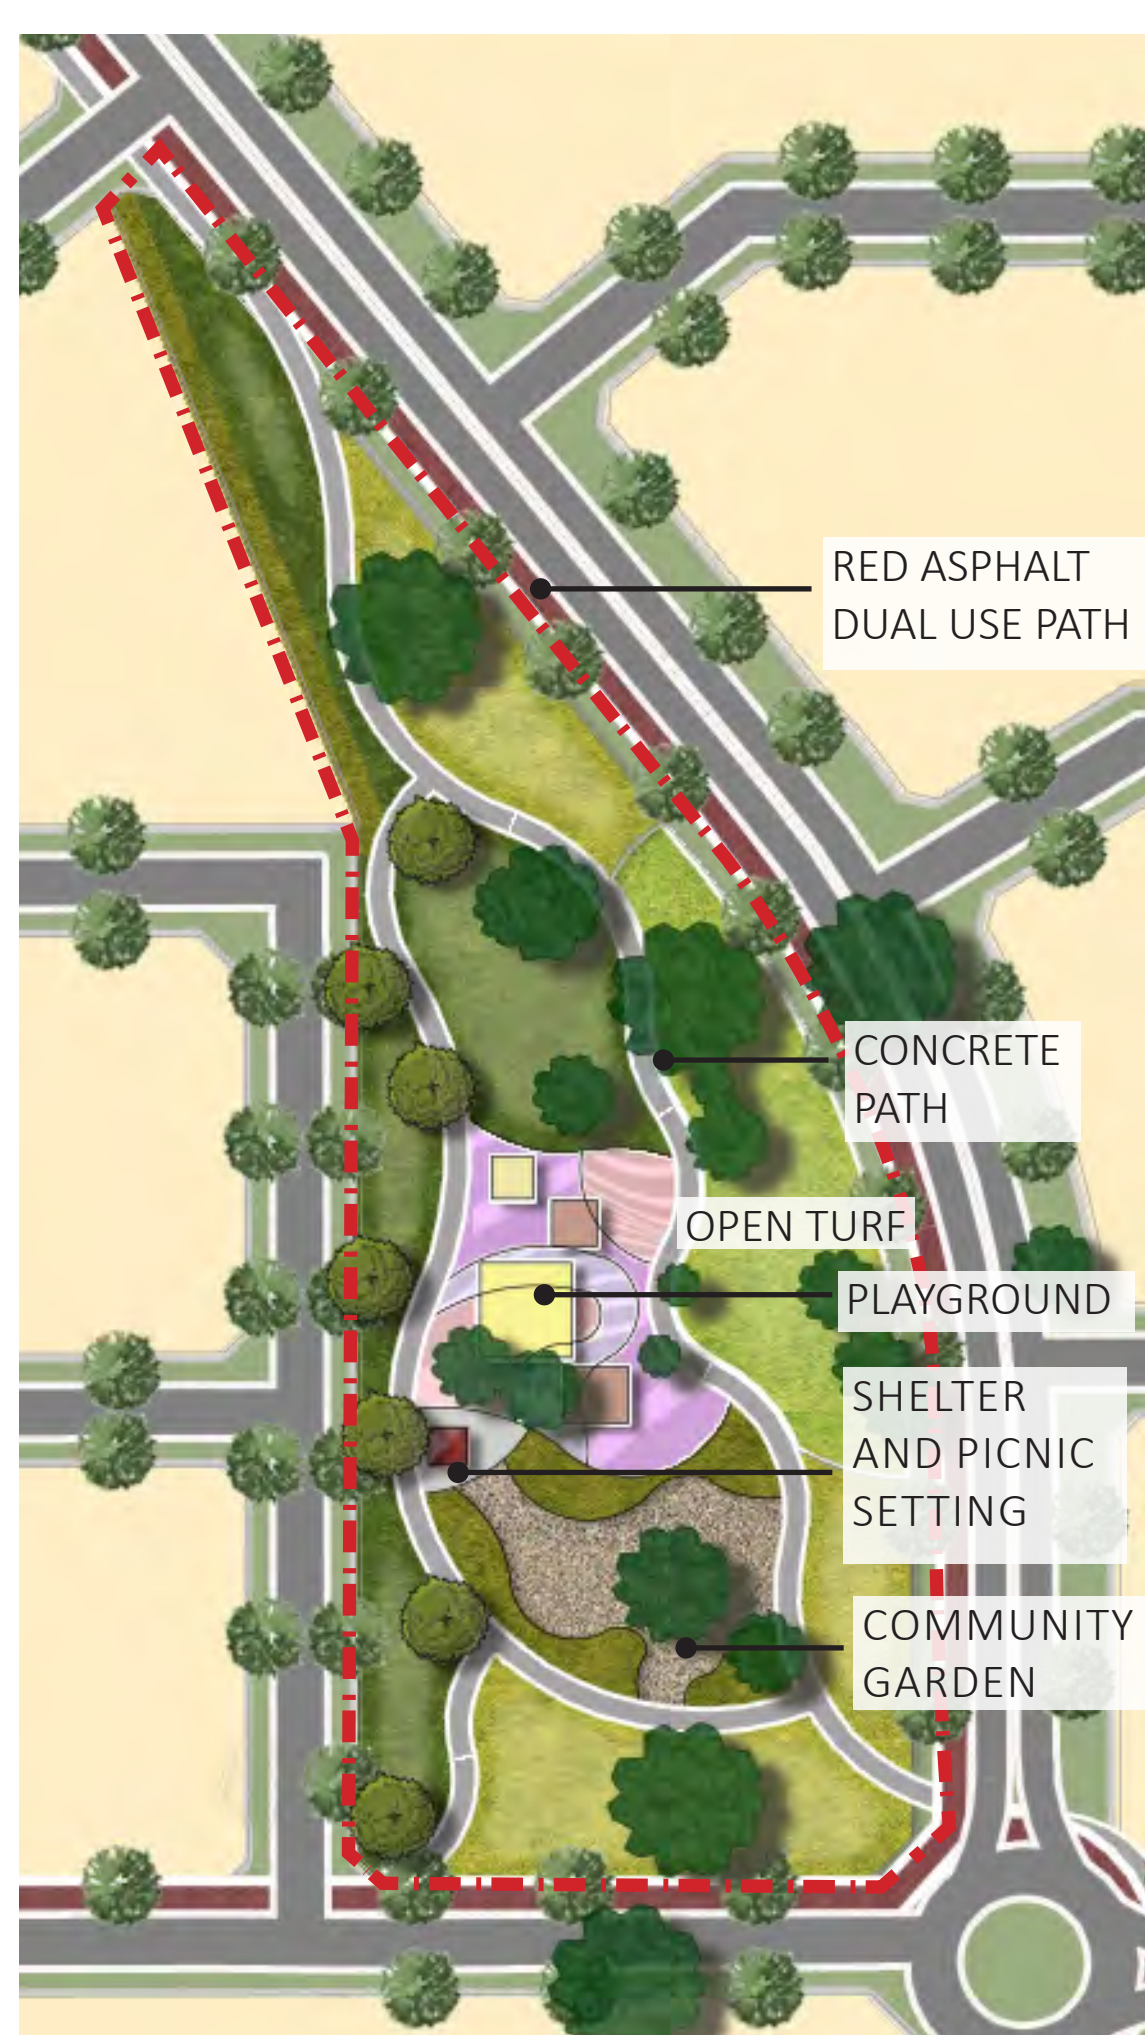 RED ASPHALT
DUAL USE PATH
CONCRETE
PATH
OPEN TURF
PLAYGROUND
SHELTER
AND PICNIC
SETTING
COMMUNITY
GARDEN